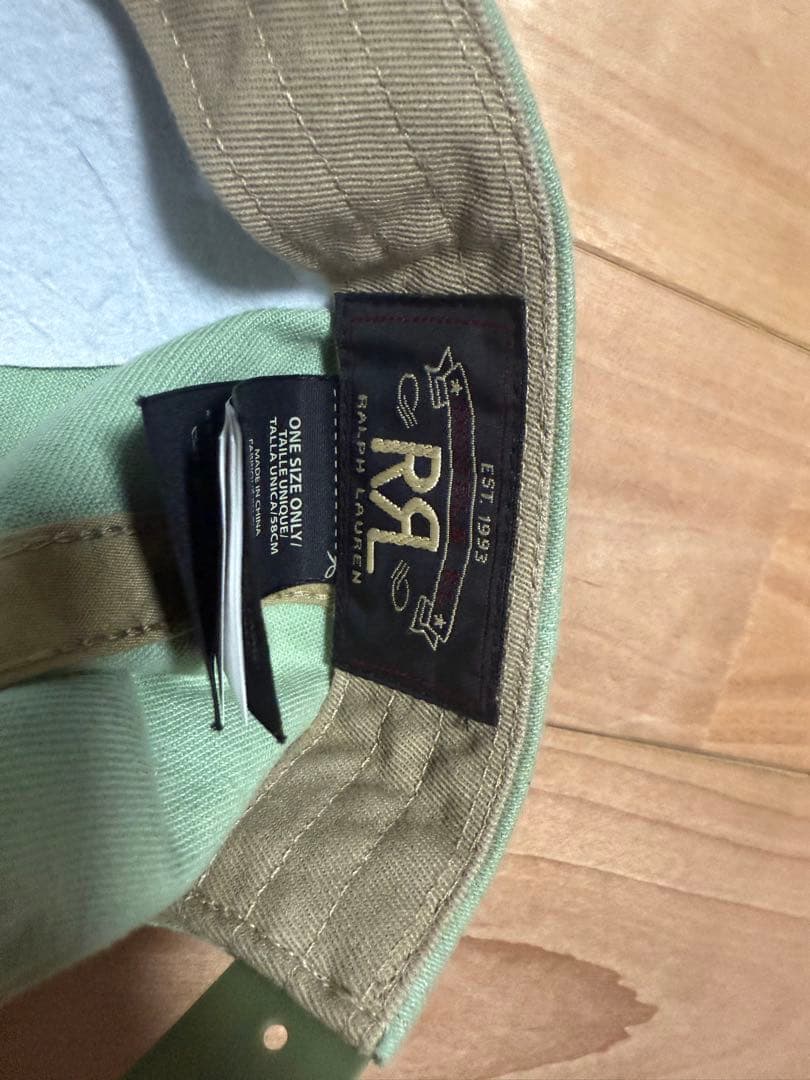 EST. 1993
RRL
RALPH LAUREN
ONE SIZE ONLY/
TAILLE UNIQUE/
TALLA UNICA/58CM
MADE IN CHINA